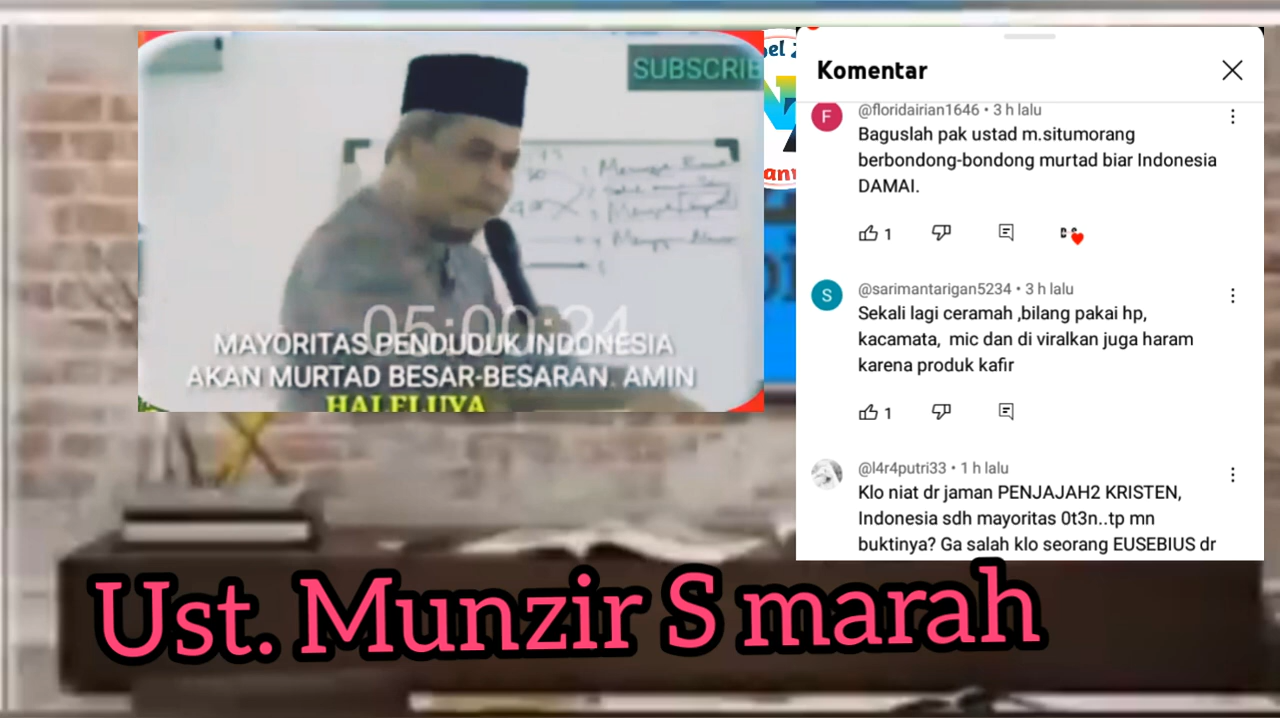 SUBSCRIBE
05:00:34
MAYORITAS PENDUDUK INDONESIA
AKAN MURTAD BESAR-BESARAN. AMIN
HALELUYA
Komentar
F
@floridairian1646 • 3 h lalu
Baguslah pak ustad m.situmorang
berbondong-bondong murtad biar Indonesia
DAMAI.
1
S
@sarimantarigan5234 • 3 h lalu
Sekali lagi ceramah ,bilang pakai hp,
kacamata, mic dan di viralkan juga haram
karena produk kafir
1
@l4r4putri33 • 1 h lalu
Klo niat dr jaman PENJAJAH2 KRISTEN,
Indonesia sdh mayoritas 0t3n..tp mn
buktinya? Ga salah klo seorang EUSEBIUS dr
Ust. Munzir S marah